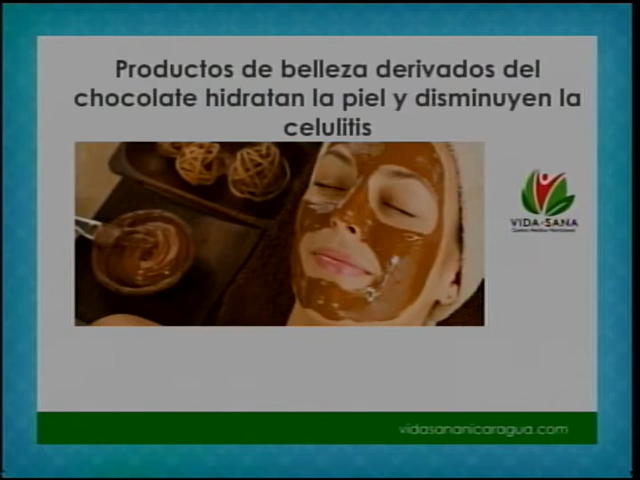 Productos de belleza derivados del
chocolate hidratan la piel y disminuyen la
celulitis
VIDA SANA
vidasananicaragua.com